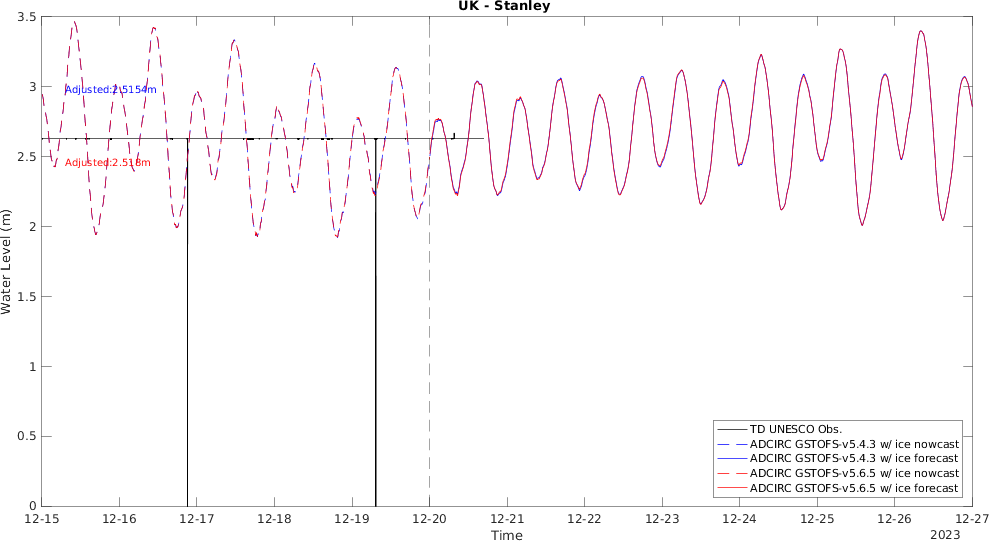 UK - Stanley
3.5
3
2.5
2
1.5
1
0.5
0
Water Level (m)
Adjusted:2.5154m
Adjusted:2.518m
TD UNESCO Obs.
ADCIRC GSTOFS-v5.4.3 w/ ice nowcast
ADCIRC GSTOFS-v5.4.3 w/ ice forecast
ADCIRC GSTOFS-v5.6.5 w/ ice nowcast
ADCIRC GSTOFS-v5.6.5 w/ ice forecast
12-15 12-16 12-17 12-18 12-19 12-20 12-21 12-22 12-23 12-24 12-25 12-26 12-27
Time
2023